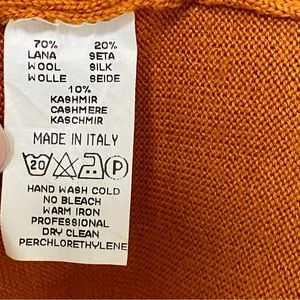 70% 20%
LANA SETA
WOOL SILK
WOLLE SEIDE
10%
KASHMIR
CASHMERE
KASCHMIR
MADE IN ITALY
20 P
HAND WASH COLD
NO BLEACH
WARM IRON
PROFESSIONAL
DRY CLEAN
PERCHLORETHYLENE